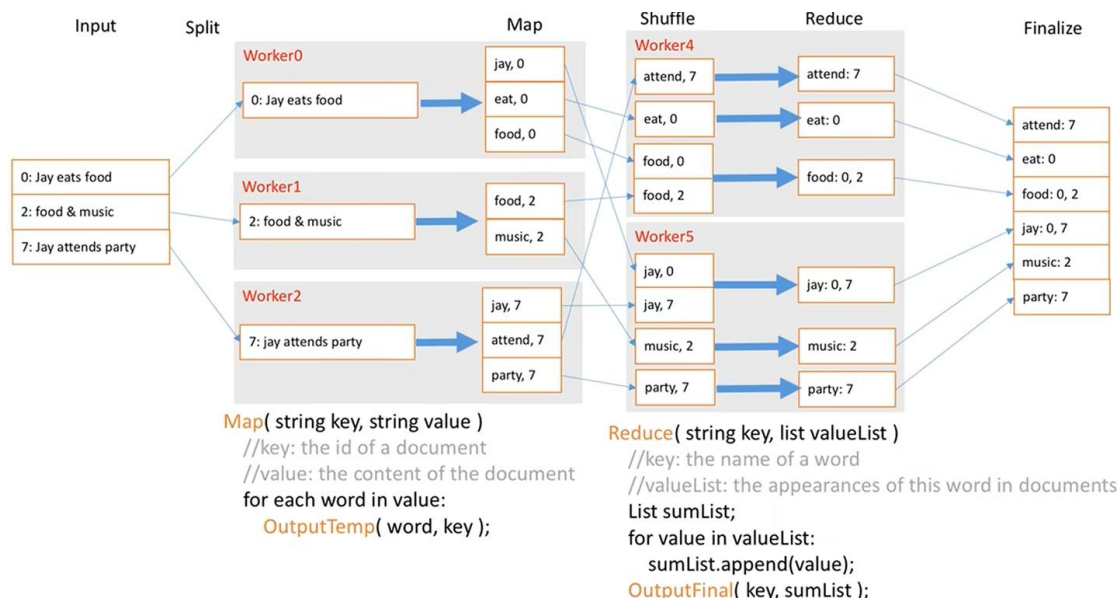 Input
Split
Map
Shuffle
Reduce
Finalize
0: Jay eats food
2: food & music
7: Jay attends party
Worker0
0: Jay eats food
jay, 0
eat, 0
food, 0
Worker1
2: food & music
food, 2
music, 2
Worker2
7: jay attends party
jay, 7
attend, 7
party, 7
Worker4
attend, 7
eat, 0
food, 0
food, 2
attend: 7
eat: 0
food: 0, 2
Worker5
jay, 0
jay, 7
music, 2
party, 7
jay: 0, 7
music: 2
party: 7
attend: 7
eat: 0
food: 0, 2
jay: 0, 7
music: 2
party: 7
Map( string key, string value )
//key: the id of a document
//value: the content of the document
for each word in value:
OutputTemp( word, key );
Reduce( string key, list valueList )
//key: the name of a word
//valueList: the appearances of this word in documents
List sumList;
for value in valueList:
sumList.append(value);
OutputFinal( key, sumList );